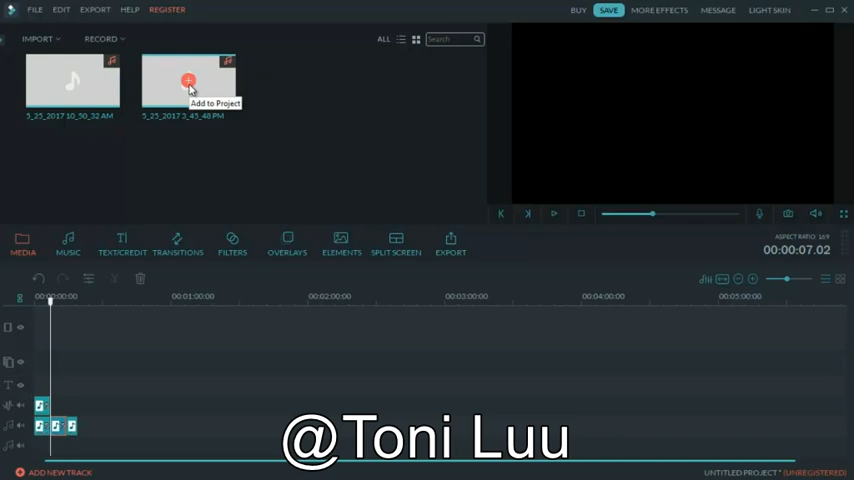 FILE EDIT EXPORT HELP REGISTER BUY SAVE MORE EFFECTS MESSAGE LIGHT SKIN
IMPORT RECORD ALL Search
Add to Project
5_25_2017 10_50_32 AM 5_25_2017 3_45_48 PM
MEDIA MUSIC TEXT/CREDIT TRANSITIONS FILTERS OVERLAYS ELEMENTS SPLIT SCREEN EXPORT
ASPECT RATIO: 16:9
00:00:07.02
00:00:00:00 00:01:00:00 00:02:00:00 00:03:00:00 00:04:00:00 00:05:00:00
@Toni Luu
ADD NEW TRACK UNTITLED PROJECT * (UNREGISTERED)